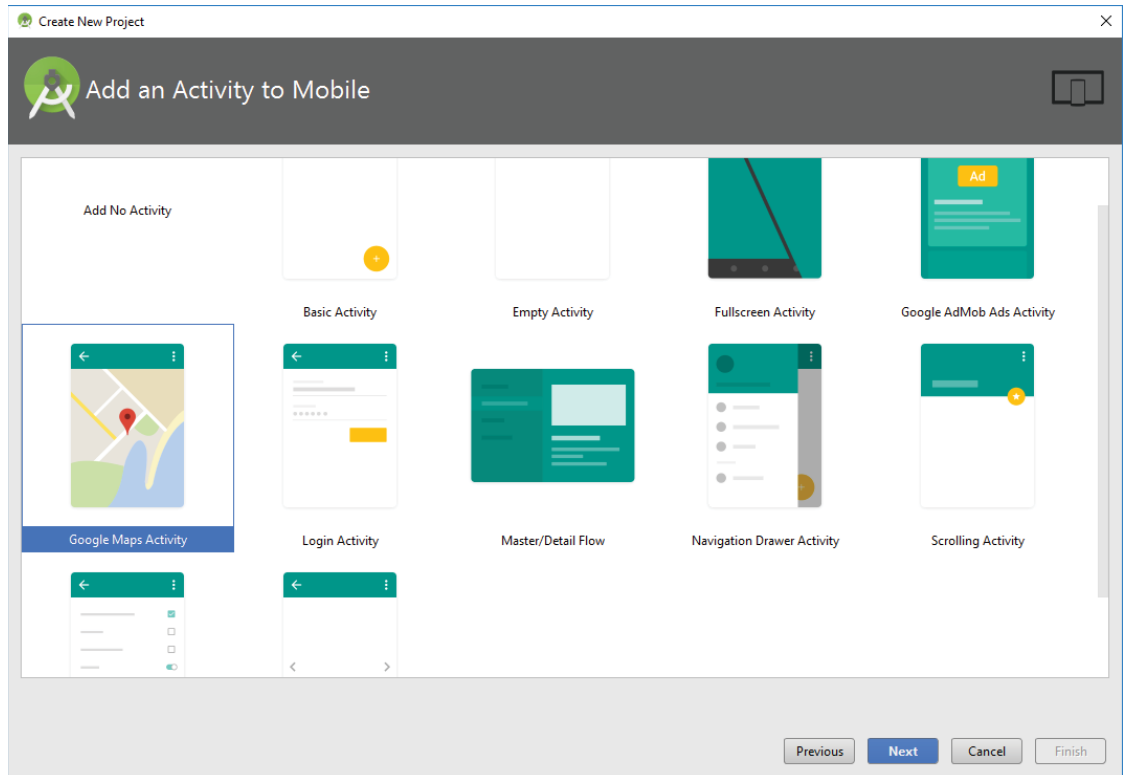 Create New Project
Add an Activity to Mobile
Ad
Add No Activity
Basic Activity
Empty Activity
Fullscreen Activity
Google AdMob Ads Activity
Google Maps Activity
Login Activity
Master/Detail Flow
Navigation Drawer Activity
Scrolling Activity
Previous
Next
Cancel
Finish